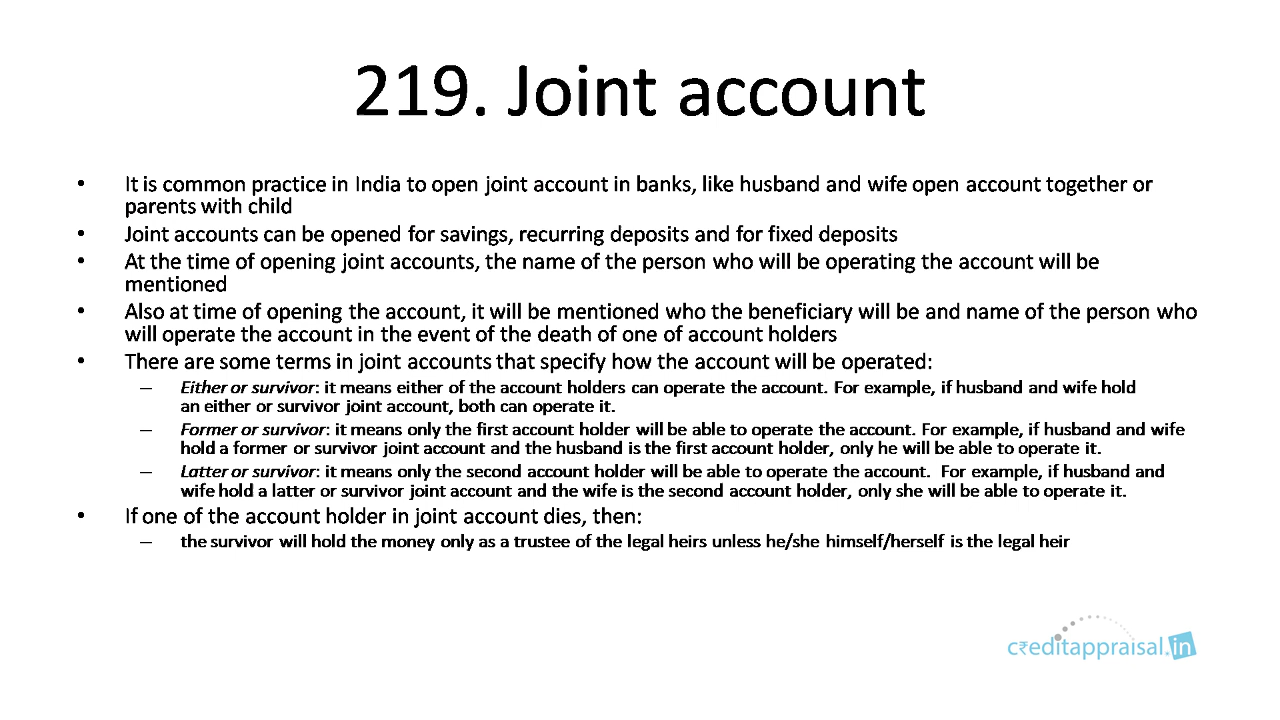 219. Joint account
• It is common practice in India to open joint account in banks, like husband and wife open account together or
parents with child
• Joint accounts can be opened for savings, recurring deposits and for fixed deposits
• At the time of opening joint accounts, the name of the person who will be operating the account will be
mentioned
• Also at time of opening the account, it will be mentioned who the beneficiary will be and name of the person who
will operate the account in the event of the death of one of account holders
• There are some terms in joint accounts that specify how the account will be operated:
– Either or survivor: it means either of the account holders can operate the account. For example, if husband and wife hold
an either or survivor joint account, both can operate it.
– Former or survivor: it means only the first account holder will be able to operate the account. For example, if husband and wife
hold a former or survivor joint account and the husband is the first account holder, only he will be able to operate it.
– Latter or survivor: it means only the second account holder will be able to operate the account. For example, if husband and
wife hold a latter or survivor joint account and the wife is the second account holder, only she will be able to operate it.
• If one of the account holder in joint account dies, then:
– the survivor will hold the money only as a trustee of the legal heirs unless he/she himself/herself is the legal heir
c₹editappraisal.in